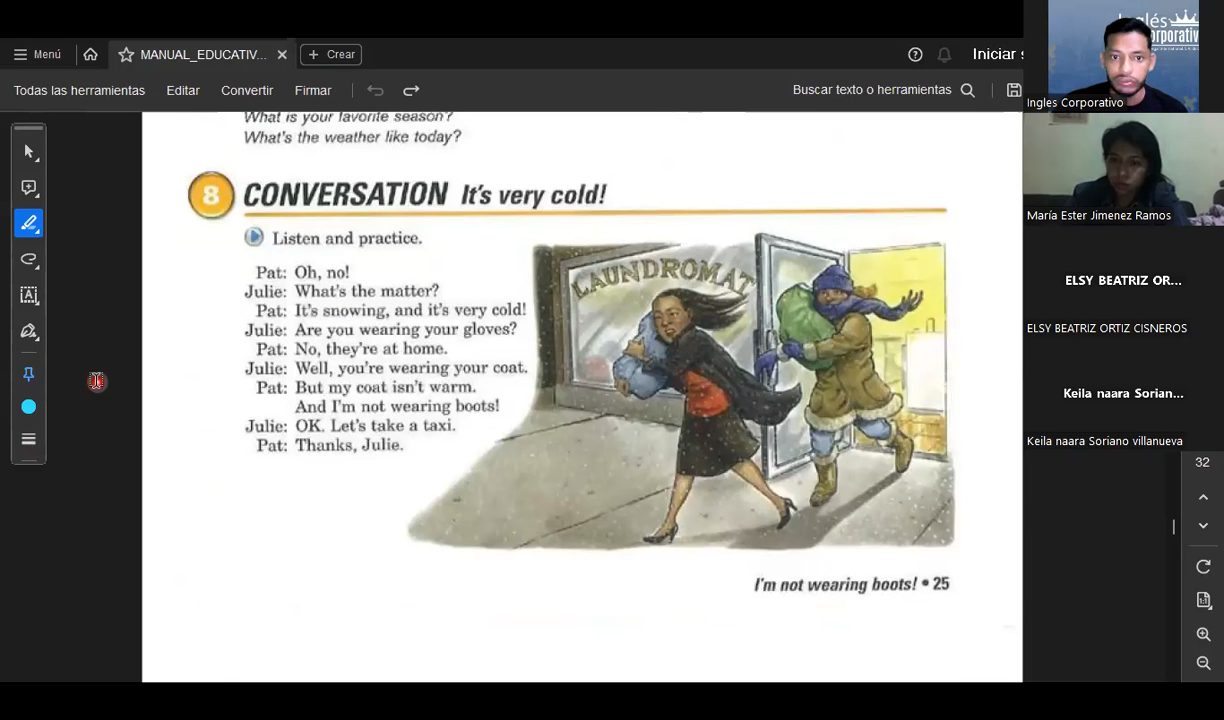 Menú
MANUAL_EDUCATIV...
Crear
Iniciar s
Todas las herramientas
Editar
Convertir
Firmar
Buscar texto o herramientas
What is your favorite season?
What's the weather like today?
8 CONVERSATION It's very cold!
Listen and practice.
Pat: Oh, no!
Julie: What's the matter?
Pat: It's snowing, and it's very cold!
Julie: Are you wearing your gloves?
Pat: No, they're at home.
Julie: Well, you're wearing your coat.
Pat: But my coat isn't warm.
And I'm not wearing boots!
Julie: OK. Let's take a taxi.
Pat: Thanks, Julie.
LAUNDROMAT
I'm not wearing boots! • 25
Inglés
Corporativo
Ingles Corporativo
María Ester Jimenez Ramos
ELSY BEATRIZ OR...
ELSY BEATRIZ ORTIZ CISNEROS
Keila naara Sorian...
Keila naara Soriano villanueva
32